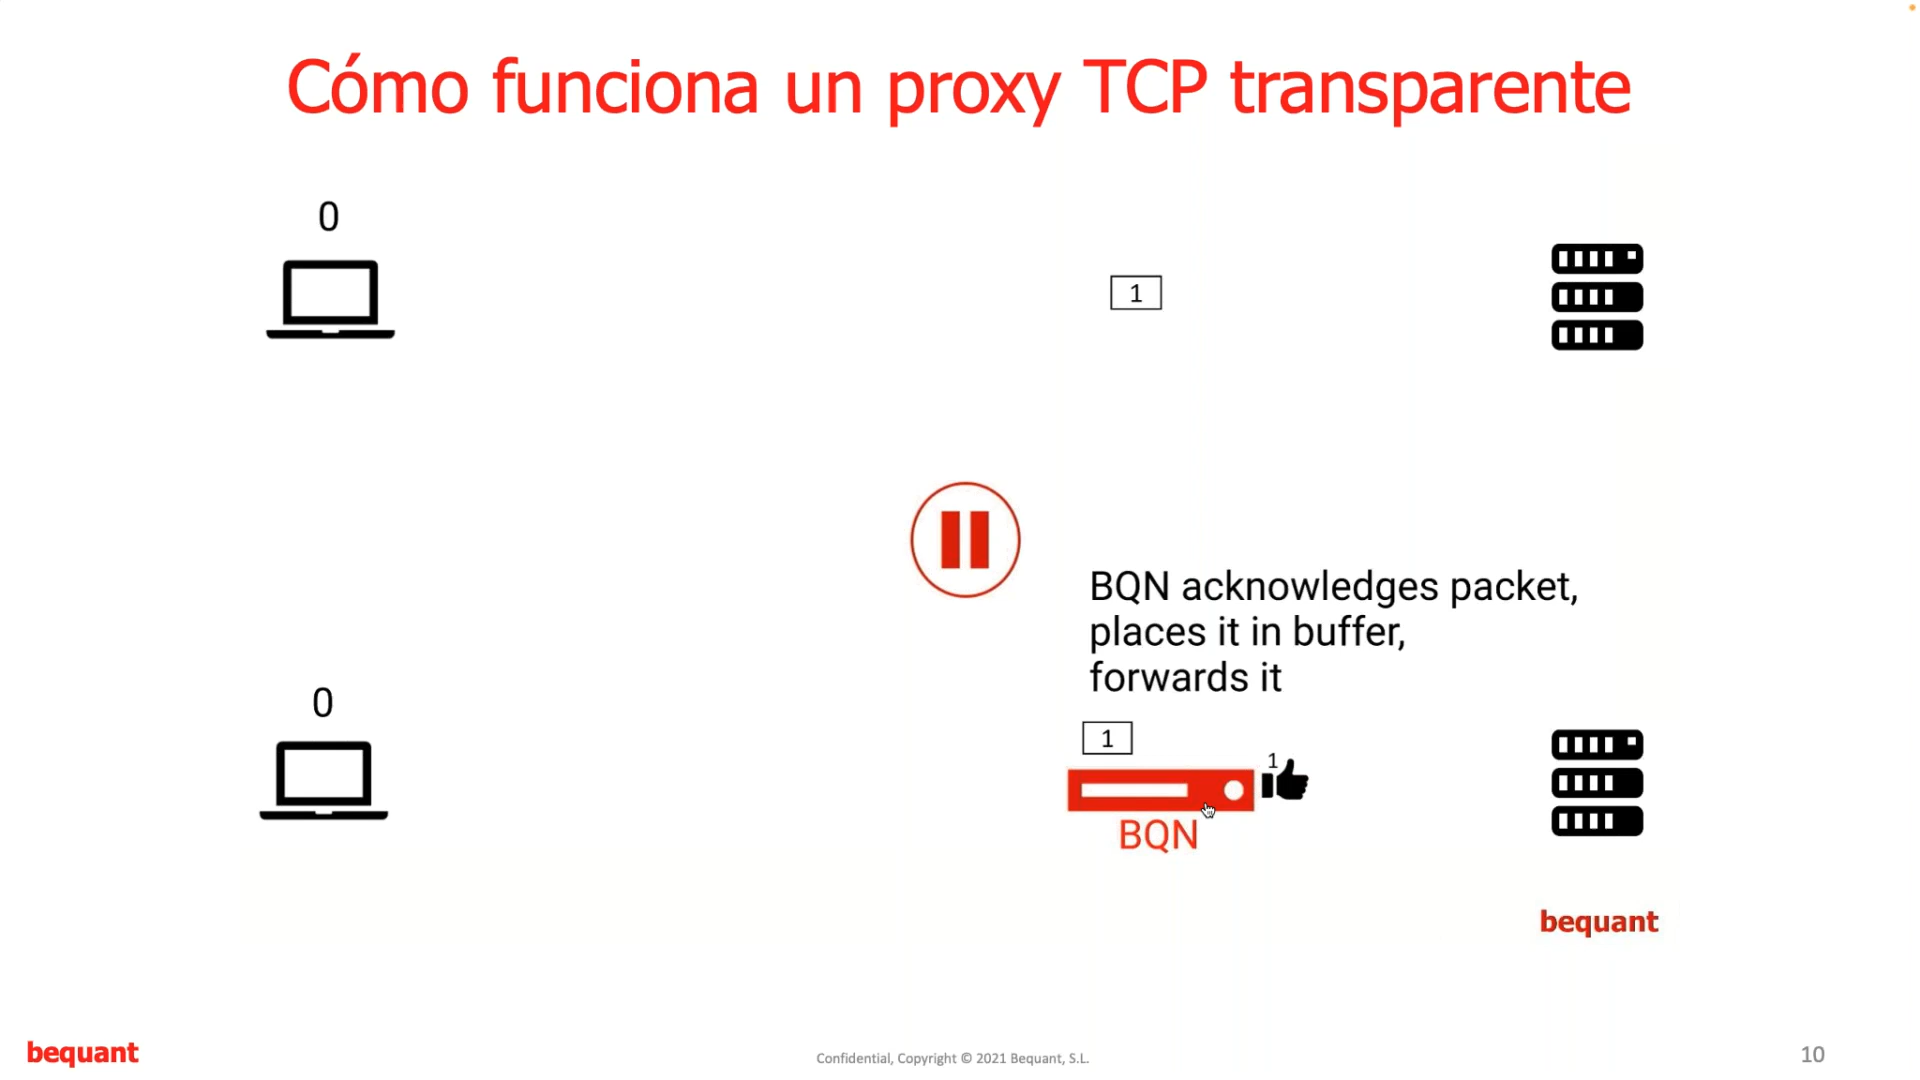 Cómo funciona un proxy TCP transparente
0
1
BQN acknowledges packet,
places it in buffer,
forwards it
0
1
1
BQN
bequant
bequant
Confidential, Copyright © 2021 Bequant, S.L.
10